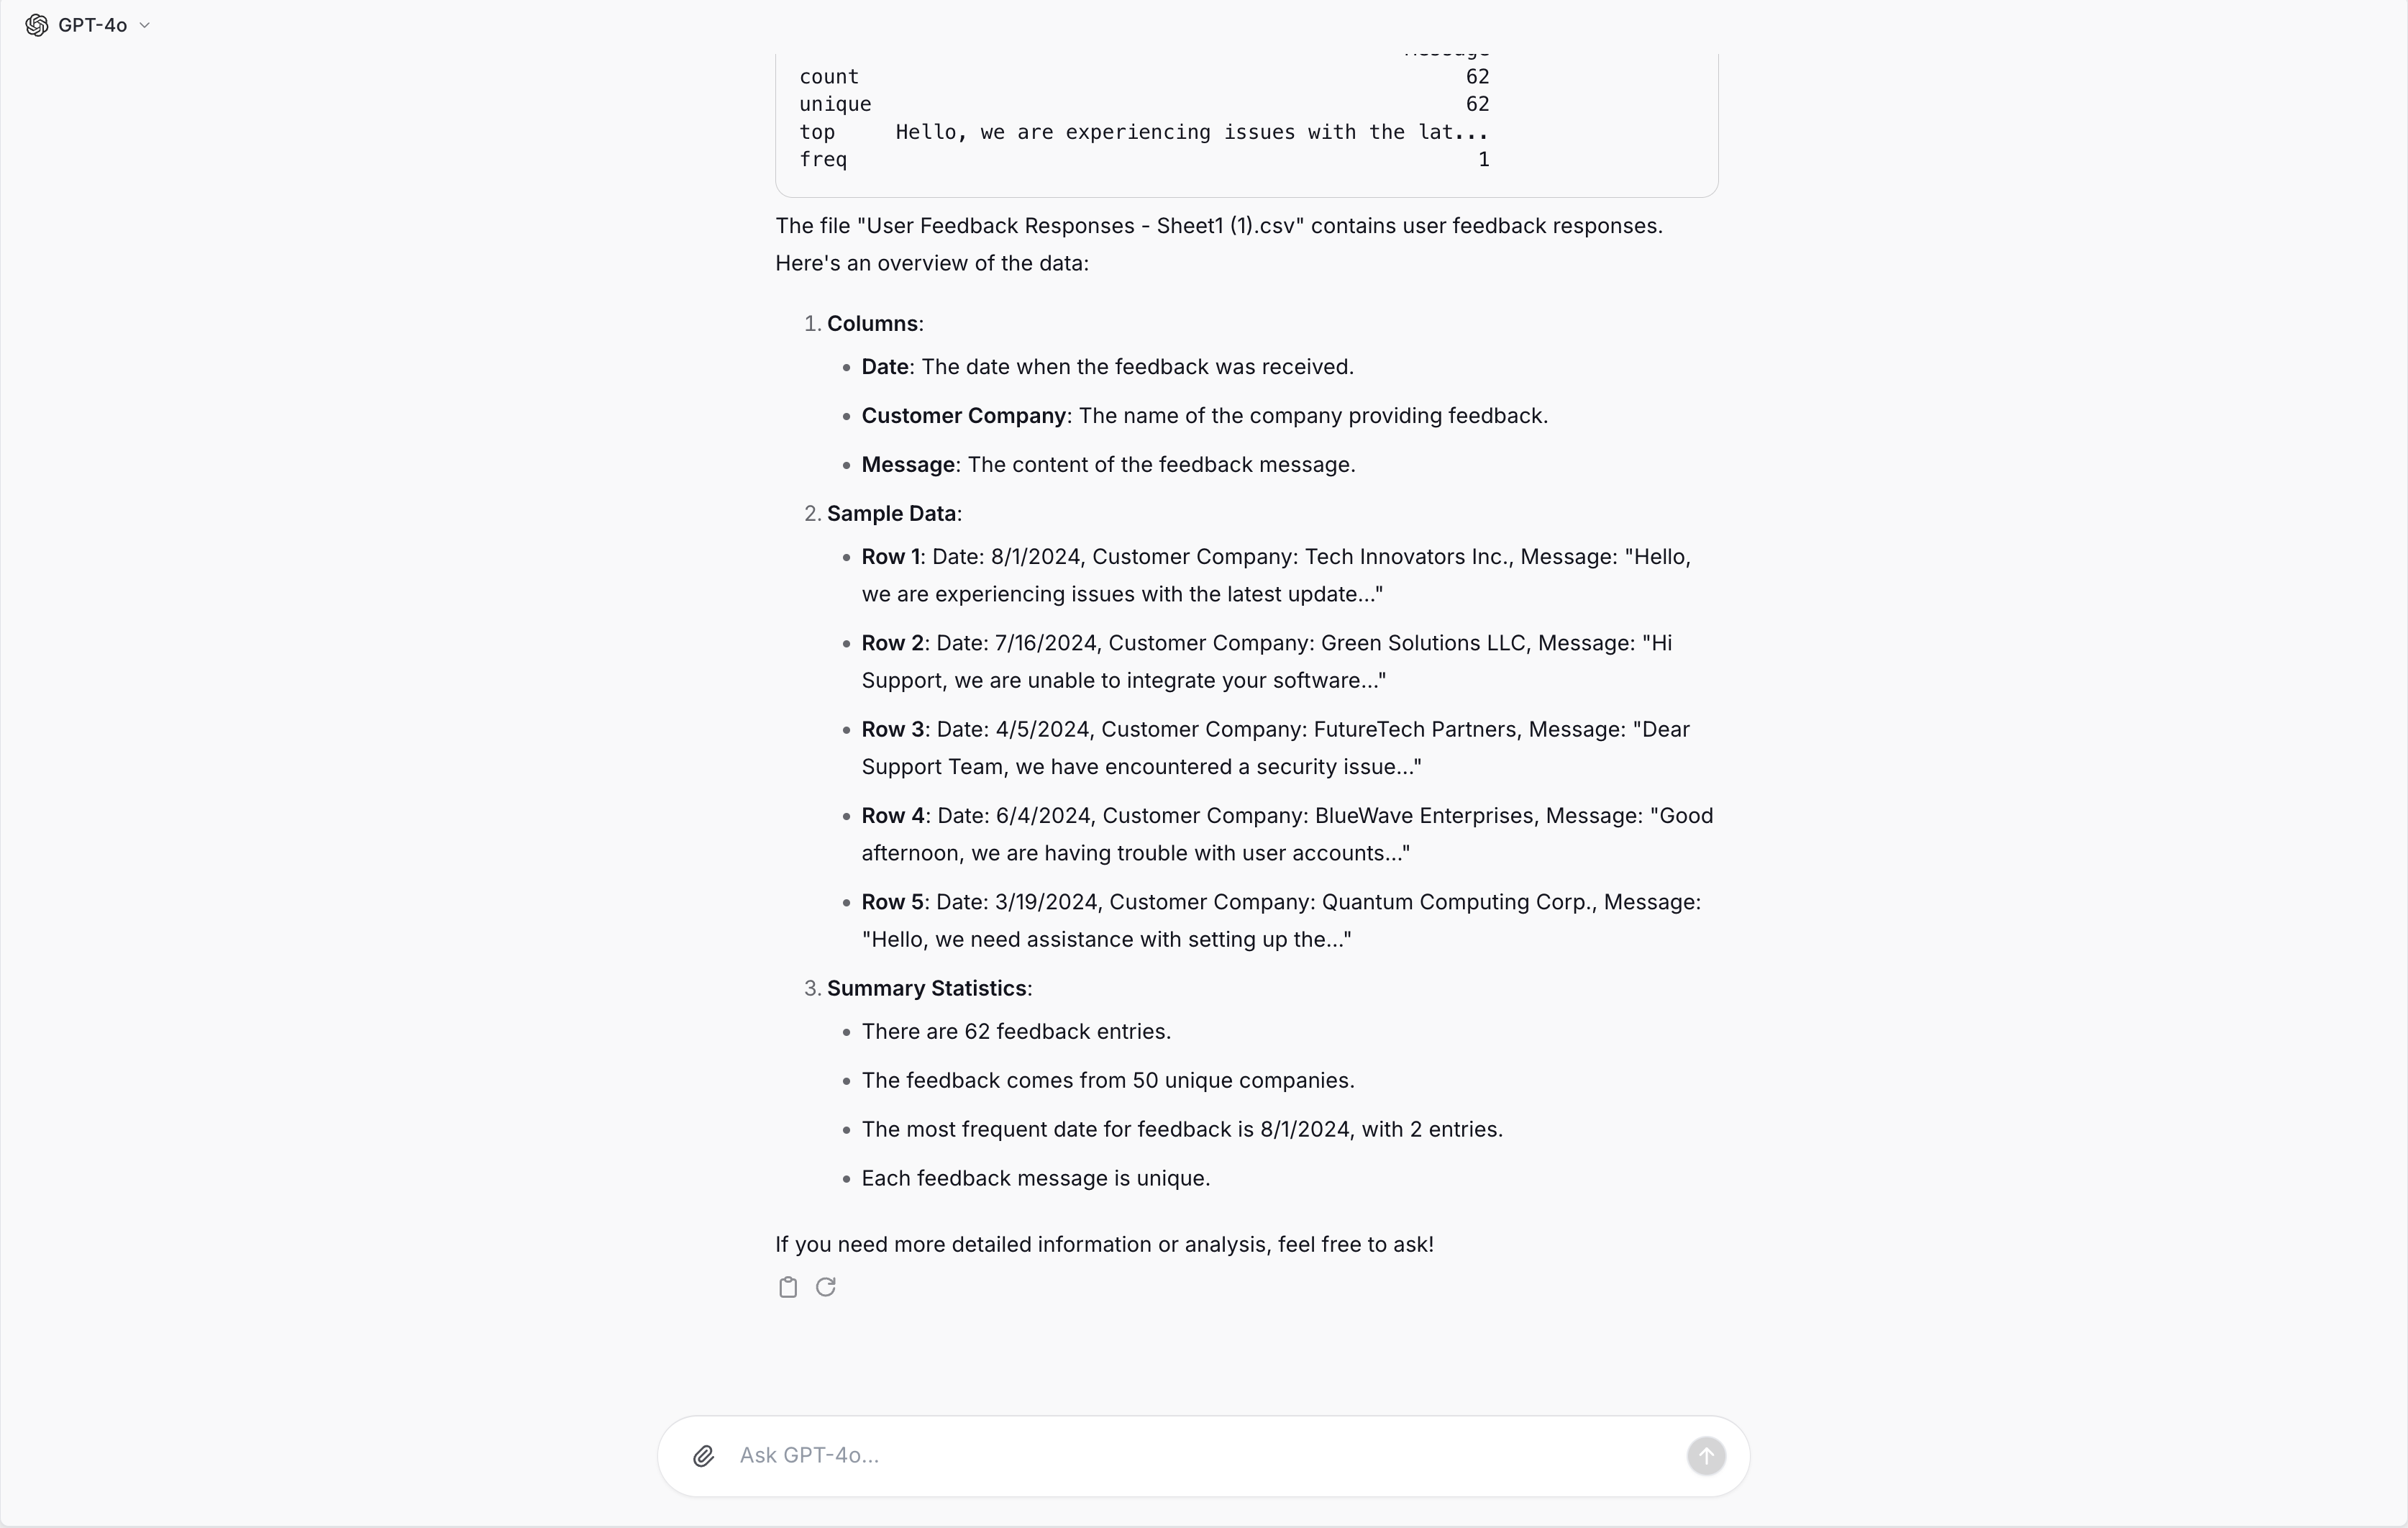 GPT-4o
count 62
unique 62
top Hello, we are experiencing issues with the lat...
freq 1
The file "User Feedback Responses - Sheet1 (1).csv" contains user feedback responses.
Here's an overview of the data:
1. Columns:
• Date: The date when the feedback was received.
• Customer Company: The name of the company providing feedback.
• Message: The content of the feedback message.
2. Sample Data:
• Row 1: Date: 8/1/2024, Customer Company: Tech Innovators Inc., Message: "Hello,
we are experiencing issues with the latest update..."
• Row 2: Date: 7/16/2024, Customer Company: Green Solutions LLC, Message: "Hi
Support, we are unable to integrate your software..."
• Row 3: Date: 4/5/2024, Customer Company: FutureTech Partners, Message: "Dear
Support Team, we have encountered a security issue..."
• Row 4: Date: 6/4/2024, Customer Company: BlueWave Enterprises, Message: "Good
afternoon, we are having trouble with user accounts..."
• Row 5: Date: 3/19/2024, Customer Company: Quantum Computing Corp., Message:
"Hello, we need assistance with setting up the..."
3. Summary Statistics:
• There are 62 feedback entries.
• The feedback comes from 50 unique companies.
• The most frequent date for feedback is 8/1/2024, with 2 entries.
• Each feedback message is unique.
If you need more detailed information or analysis, feel free to ask!
Ask GPT-4o...